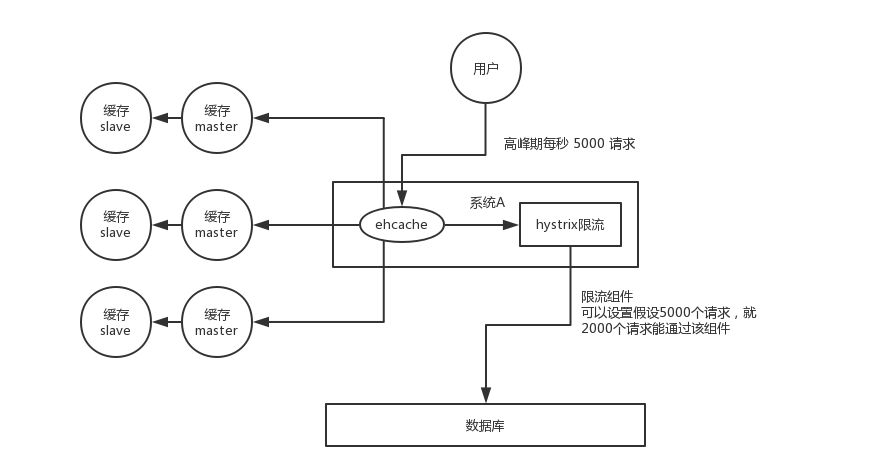 用户
高峰期每秒 5000 请求
缓存
slave
缓存
master
系统A
缓存
slave
缓存
master
ehcache
hystrix限流
缓存
slave
缓存
master
限流组件
可以设置假设5000个请求，就
2000个请求能通过该组件
数据库